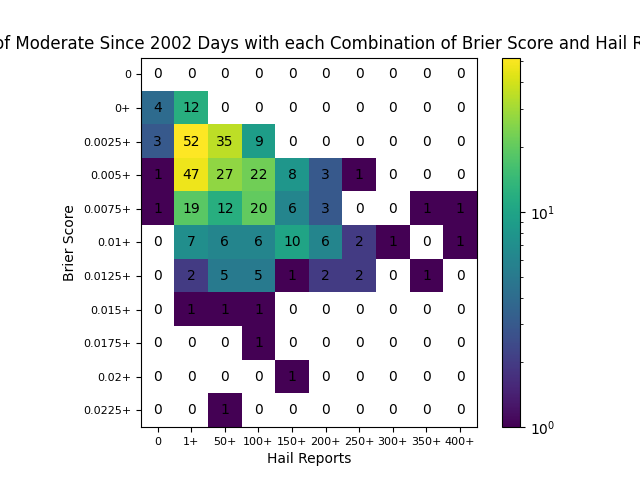 of Moderate Since 2002 Days with each Combination of Brier Score and Hail R
0 0 0 0 0 0 0 0 0 0 0
0+ 4 12 0 0 0 0 0 0 0 0
0.0025+ 3 52 35 9 0 0 0 0 0 0
0.005+ 1 47 27 22 8 3 1 0 0 0
0.0075+ 1 19 12 20 6 3 0 0 1 1
0.01+ 0 7 6 6 10 6 2 1 0 1
0.0125+ 0 2 5 5 1 2 2 0 1 0
0.015+ 0 1 1 1 0 0 0 0 0 0
0.0175+ 0 0 0 1 0 0 0 0 0 0
0.02+ 0 0 0 0 1 0 0 0 0 0
0.0225+ 0 0 1 0 0 0 0 0 0 0
0 1+ 50+ 100+ 150+ 200+ 250+ 300+ 350+ 400+
Hail Reports
Brier Score
10¹
10⁰